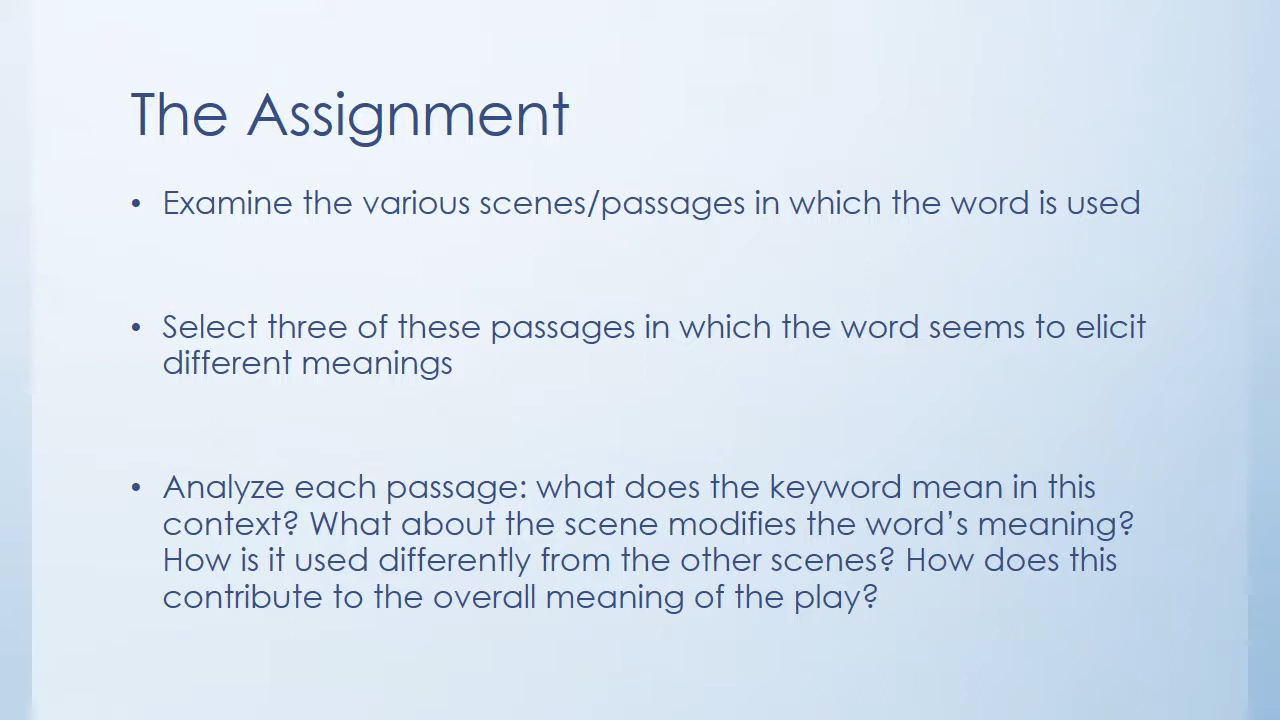 The Assignment
• Examine the various scenes/passages in which the word is used
• Select three of these passages in which the word seems to elicit
different meanings
• Analyze each passage: what does the keyword mean in this
context? What about the scene modifies the word’s meaning?
How is it used differently from the other scenes? How does this
contribute to the overall meaning of the play?